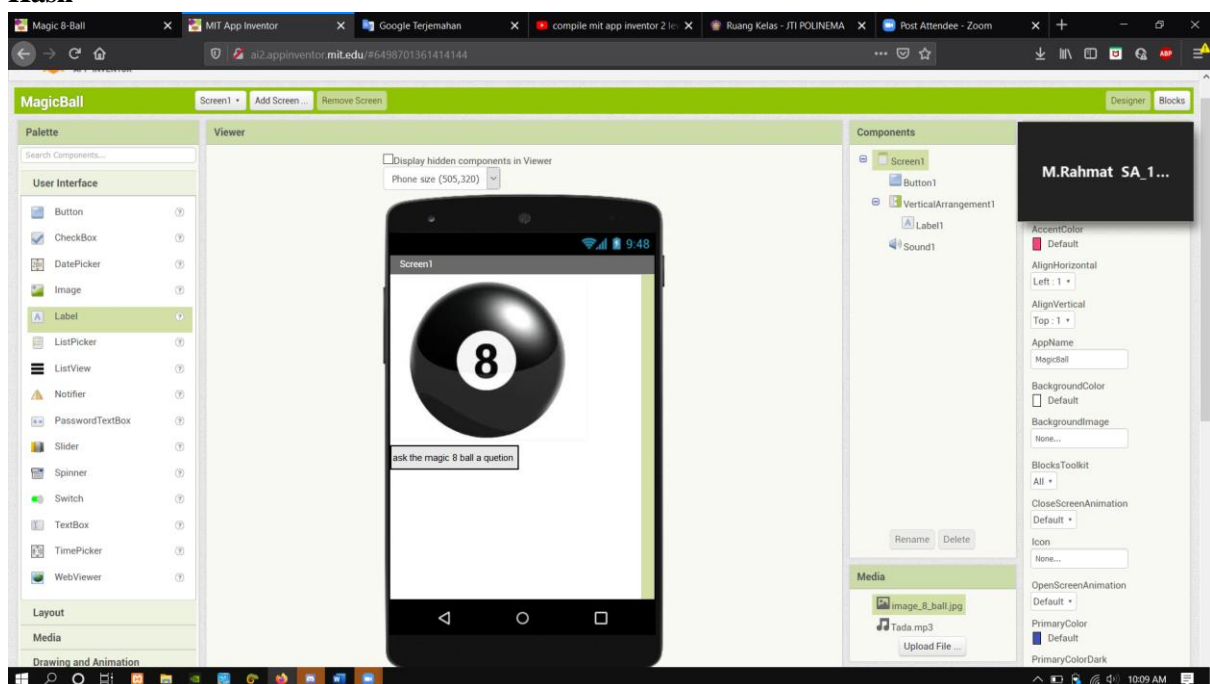 Magic 8-Ball
MIT App Inventor
Google Terjemahan
compile mit app inventor 2 le
Ruang Kelas - JTI POLINEMA
Post Attendee - Zoom
ai2.appinventor.mit.edu/#6498701361414144
MagicBall
Screen1
Add Screen ...
Remove Screen
Designer
Blocks
Palette
Viewer
Components
Search Components...
User Interface
Button
CheckBox
DatePicker
Image
Label
ListPicker
ListView
Notifier
PasswordTextBox
Slider
Spinner
Switch
TextBox
TimePicker
WebViewer
Layout
Media
Drawing and Animation
Display hidden components in Viewer
Phone size (505,320)
9:48
Screen1
8
ask the magic 8 ball a quetion
Screen1
Button1
VerticalArrangement1
Label1
Sound1
Rename
Delete
Media
image_8_ball.jpg
Tada.mp3
Upload File ...
M.Rahmat SA_1...
AccentColor
Default
AlignHorizontal
Left : 1
AlignVertical
Top : 1
AppName
MagicBall
BackgroundColor
Default
BackgroundImage
None...
BlocksToolkit
All
CloseScreenAnimation
Default
Icon
None...
OpenScreenAnimation
Default
PrimaryColor
Default
PrimaryColorDark
10:09 AM